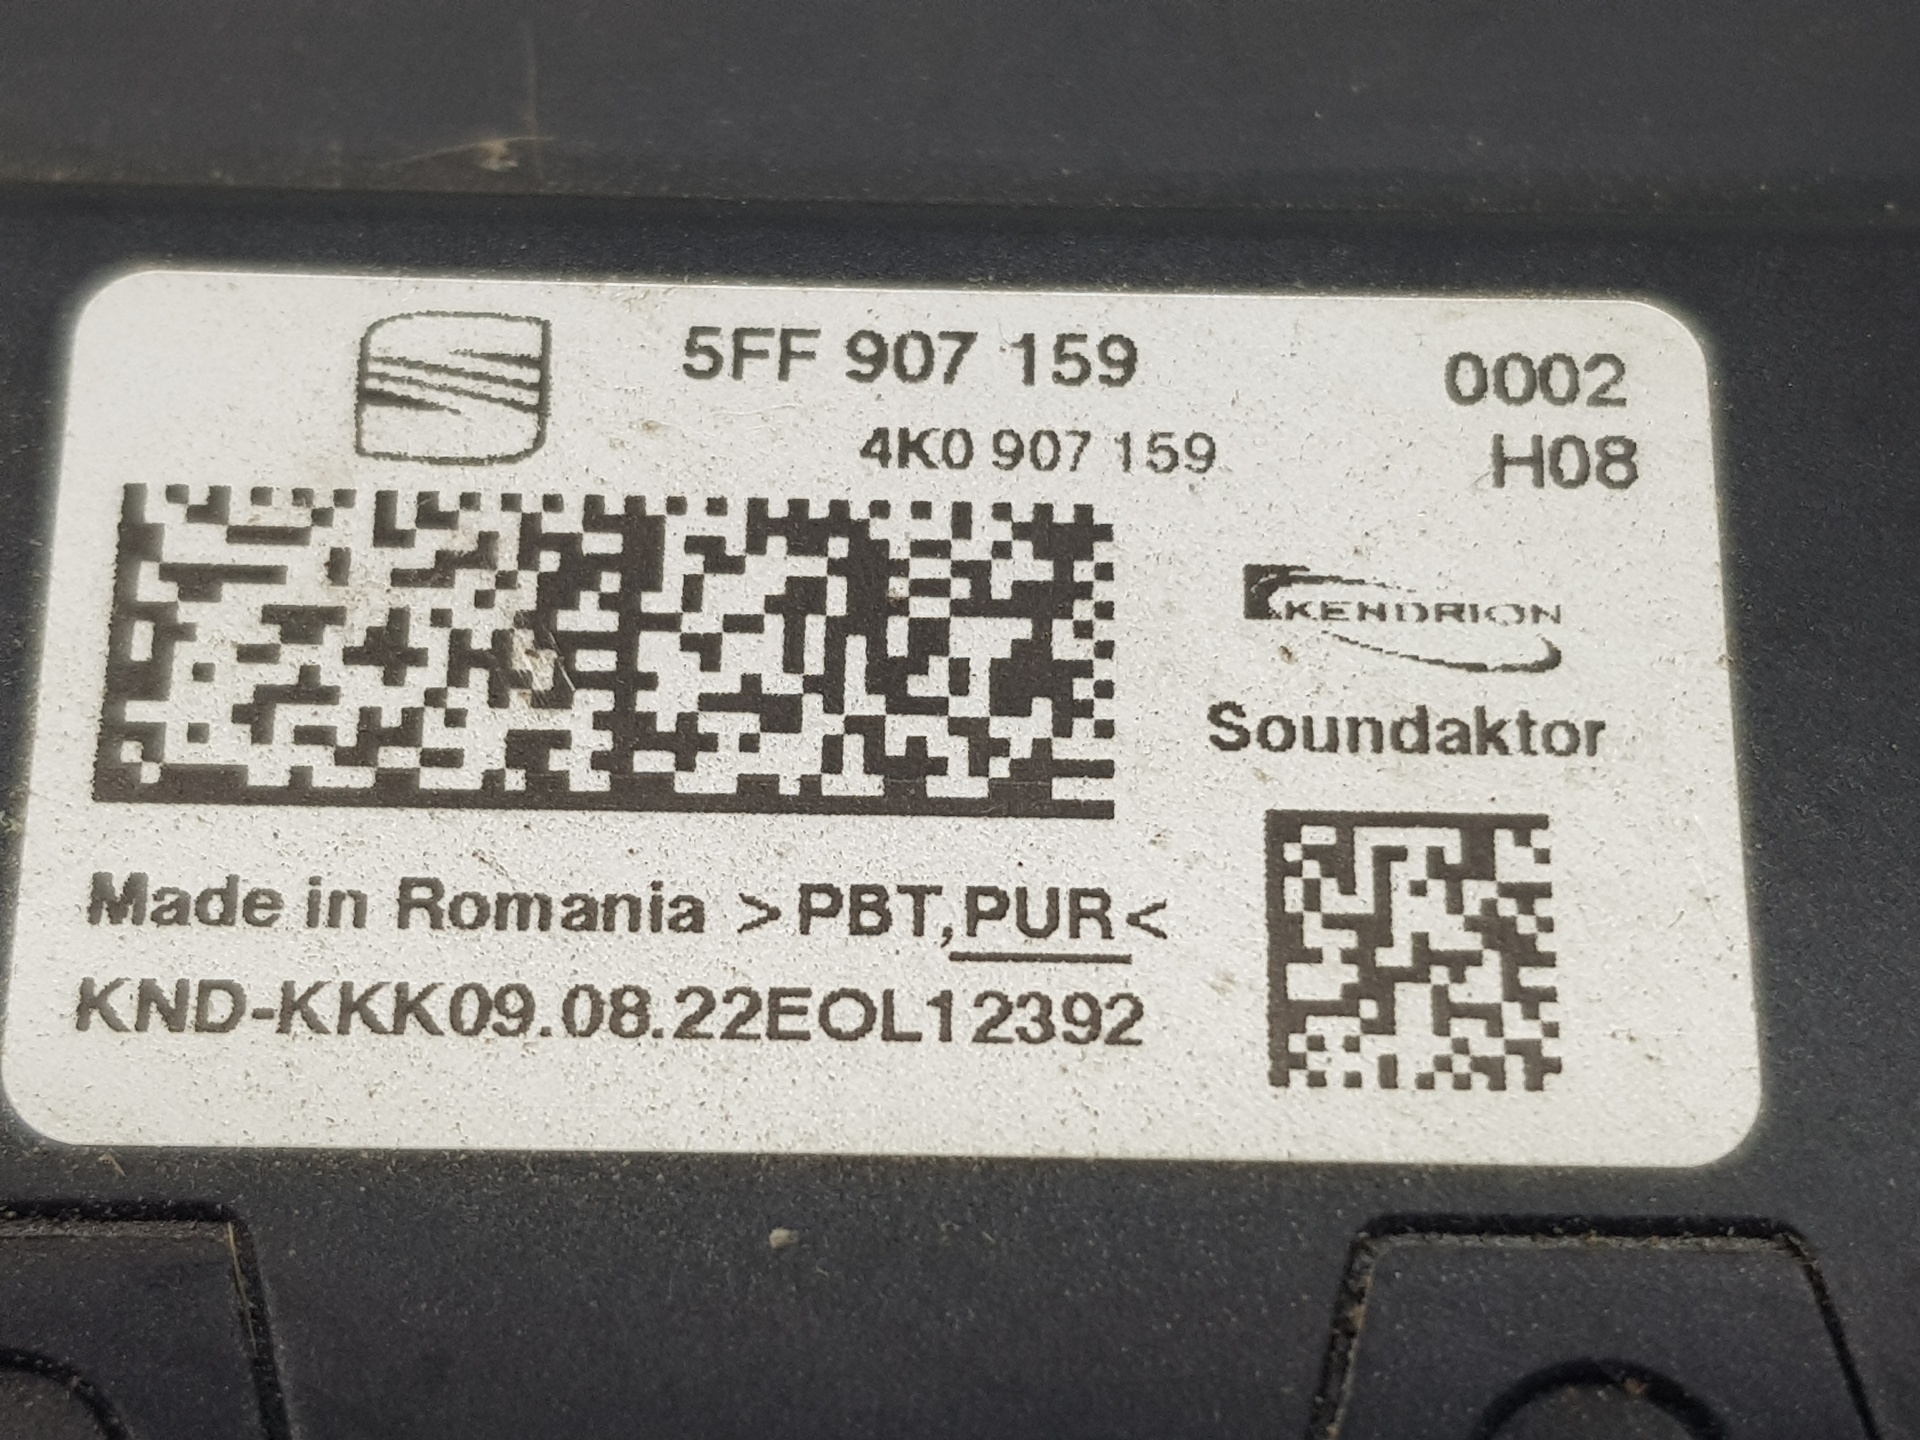 5FF 907 159
0002
4K0 907 159
H08
KENDRION
Soundaktor
Made in Romania >PBT,PUR<
KND-KKK09.08.22EOL12392